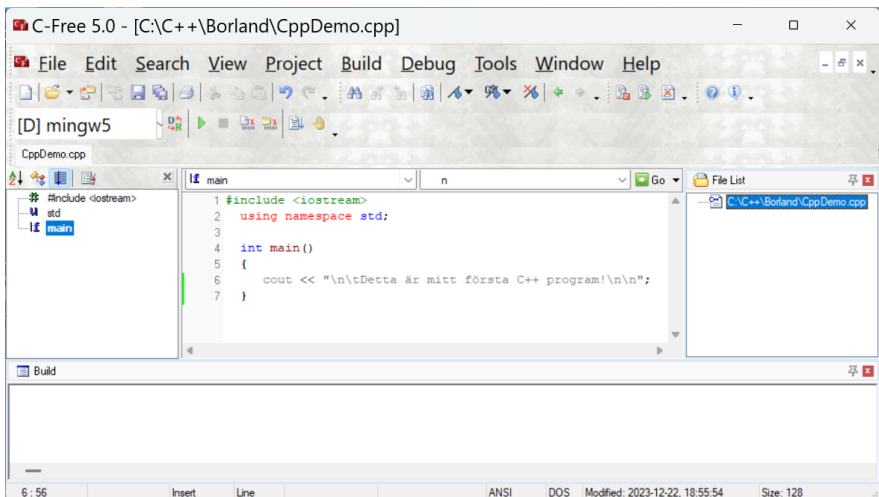 C-Free 5.0 - [C:\C++\Borland\CppDemo.cpp]
File Edit Search View Project Build Debug Tools Window Help
[D] mingw5
CppDemo.cpp
main n Go File List
#include <iostream>
std
main
1 #include <iostream>
2 using namespace std;
3
4 int main()
5 {
6 cout << "\n\tDetta är mitt första C++ program!\n\n";
7 }
C:\C++\Borland\CppDemo.cpp
Build
6 : 56 Insert Line ANSI DOS Modified: 2023-12-22, 18:55:54 Size: 128